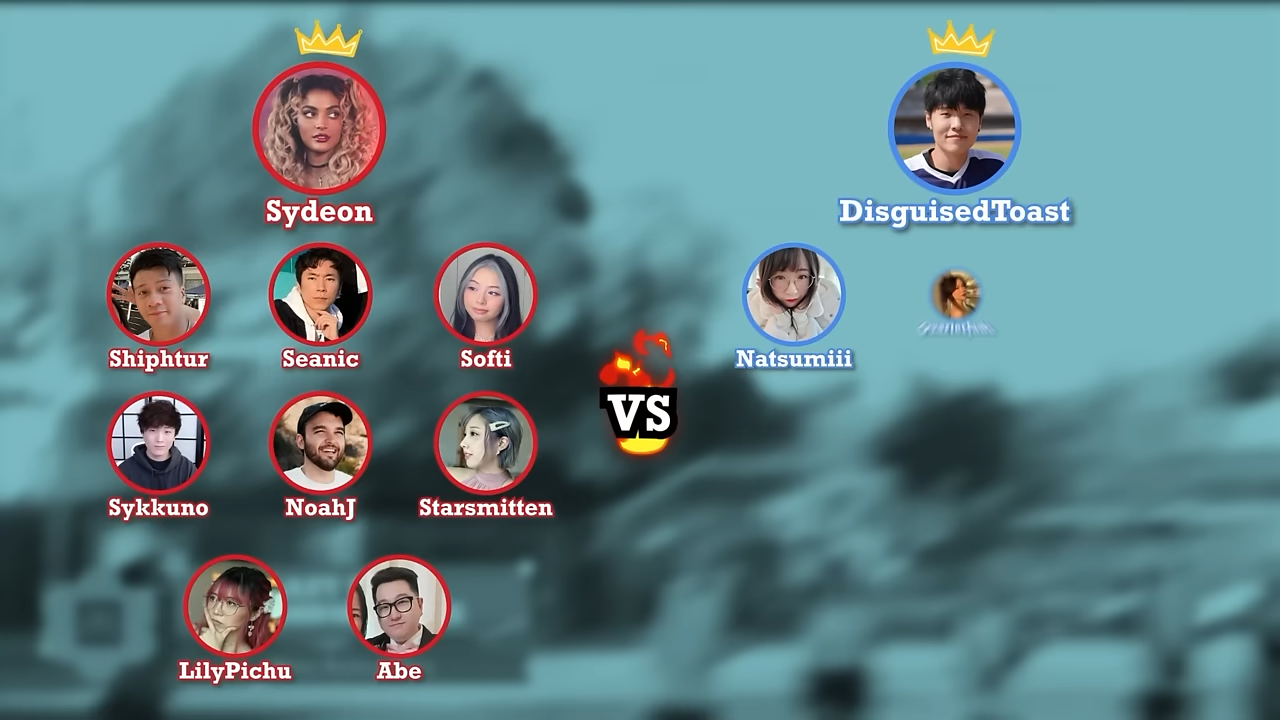 Sydeon
DisguisedToast
Shiphtur
Seanic
Softi
Natsumiii
VS
Sykkuno
NoahJ
Starsmitten
LilyPichu
Abe